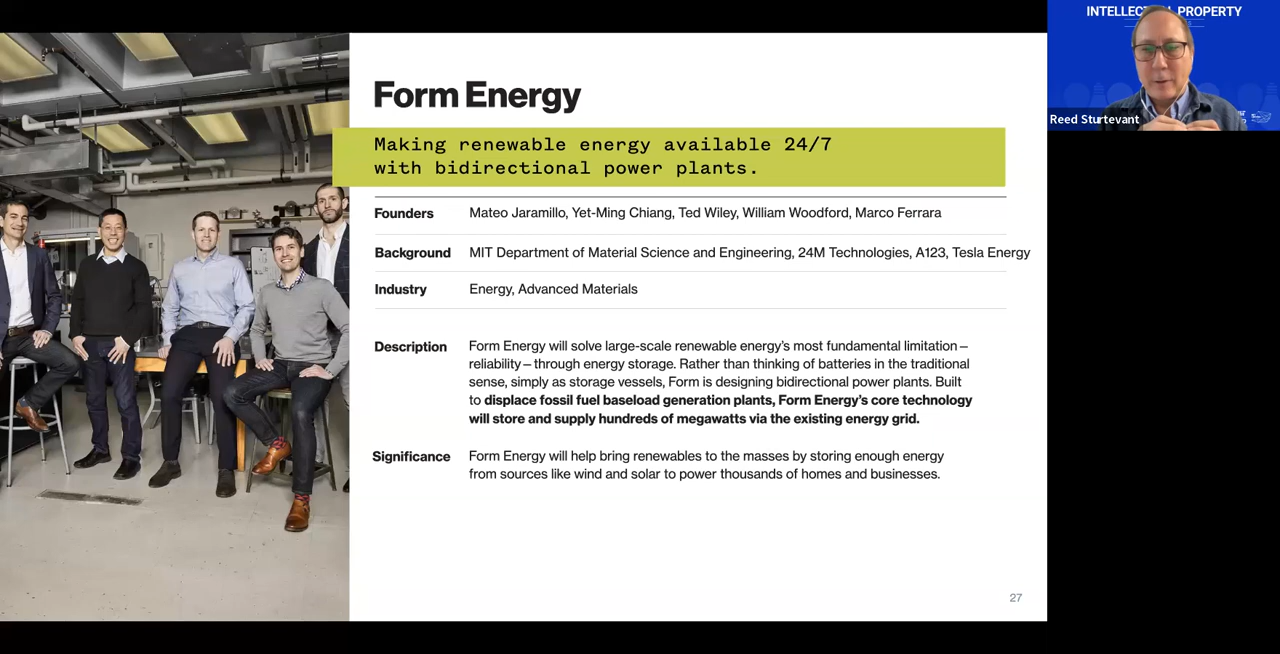 Form Energy
Making renewable energy available 24/7
with bidirectional power plants.
Founders Mateo Jaramillo, Yet-Ming Chiang, Ted Wiley, William Woodford, Marco Ferrara
Background MIT Department of Material Science and Engineering, 24M Technologies, A123, Tesla Energy
Industry Energy, Advanced Materials
Description Form Energy will solve large-scale renewable energy’s most fundamental limitation—
reliability—through energy storage. Rather than thinking of batteries in the traditional
sense, simply as storage vessels, Form is designing bidirectional power plants. Built
to displace fossil fuel baseload generation plants, Form Energy’s core technology
will store and supply hundreds of megawatts via the existing energy grid.
Significance Form Energy will help bring renewables to the masses by storing enough energy
from sources like wind and solar to power thousands of homes and businesses.
27
PROPERTY
Reed Sturtevant